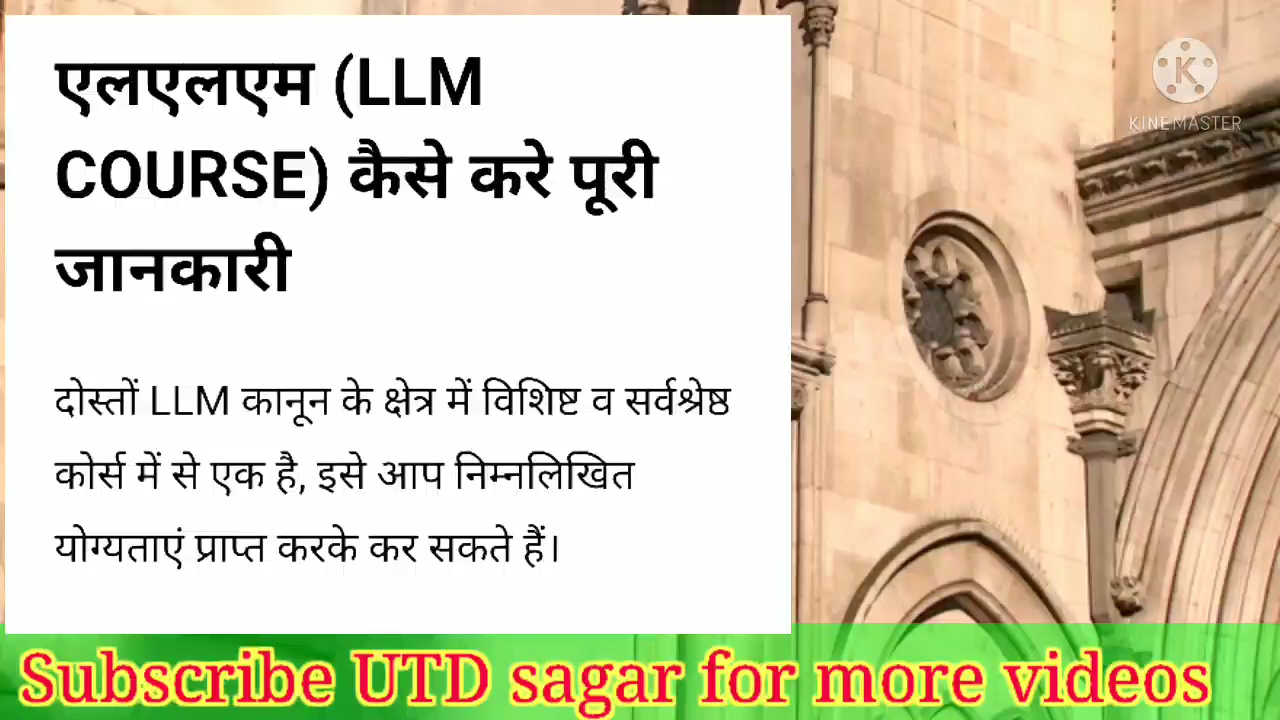 एलएलएम (LLM
COURSE) कैसे करे पूरी
जानकारी
दोस्तों LLM कानून के क्षेत्र में विशिष्ट व सर्वश्रेष्ठ
कोर्स में से एक है, इसे आप निम्नलिखित
योग्यताएं प्राप्त करके कर सकते हैं।
K
KINEMASTER
Subscribe UTD sagar for more videos